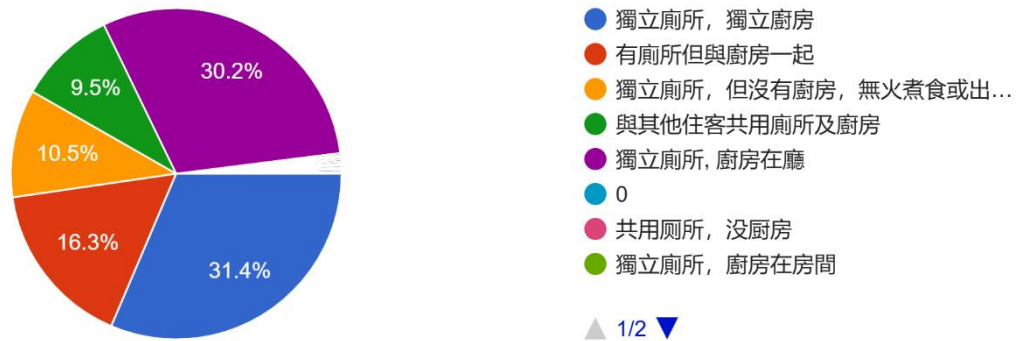 30.2%
9.5%
10.5%
16.3%
31.4%
獨立廁所，獨立廚房
有廁所但與廚房一起
獨立廁所，但沒有廚房，無火煮食或出...
與其他住客共用廁所及廚房
獨立廁所, 廚房在廳
0
共用厕所，没厨房
獨立廁所，廚房在房間
1/2